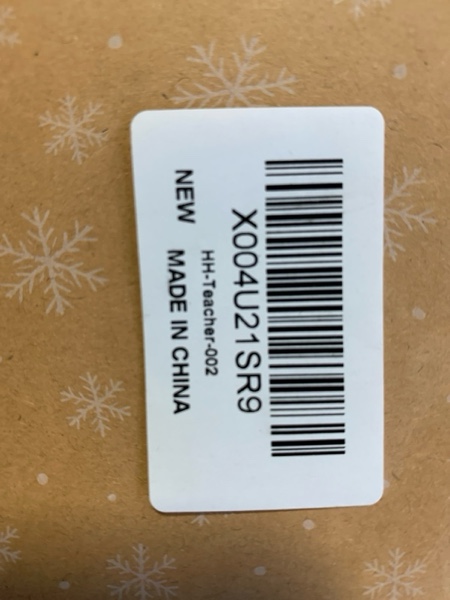 X004U21SR9
HH-Teacher-002
NEW MADE IN CHINA